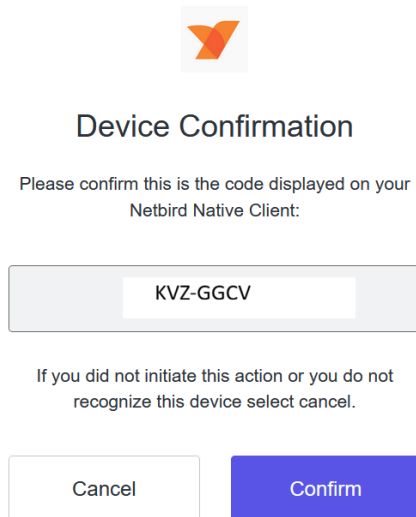 Device Confirmation
Please confirm this is the code displayed on your
Netbird Native Client:
KVZ-GGCV
If you did not initiate this action or you do not
recognize this device select cancel.
Cancel
Confirm